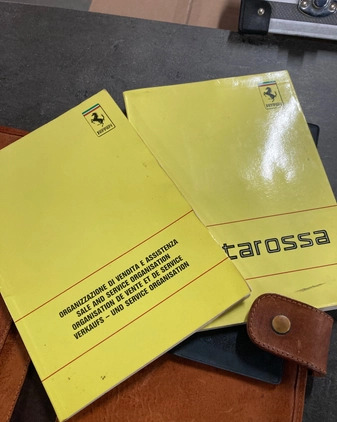 Ferrari
ORGANIZZAZIONE DI VENDITA E ASSISTENZA
SALE AND SERVICE ORGANISATION
ORGANISATION DE VENTE ET DE SERVICE
VERKAUFS - UND SERVICE ORGANISATION
Ferrari
tarossa